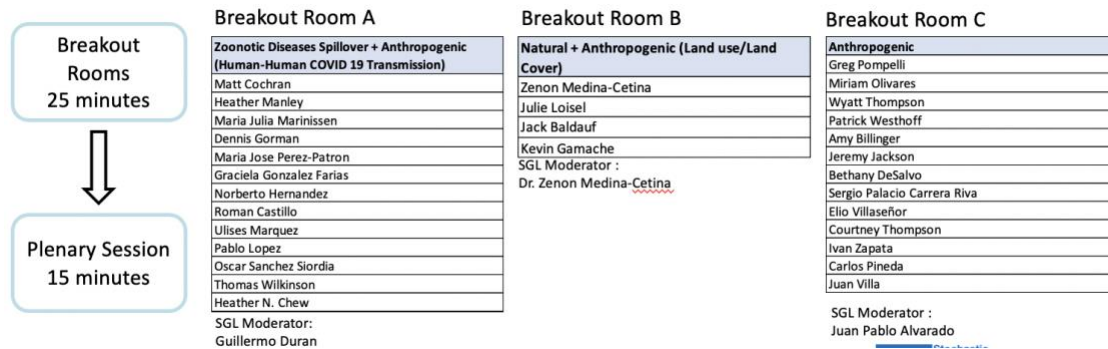 Breakout
Rooms
25 minutes
Plenary Session
15 minutes
Breakout Room A
Zoonotic Diseases Spillover + Anthropogenic
(Human-Human COVID 19 Transmission)
Matt Cochran
Heather Manley
Maria Julia Marinissen
Dennis Gorman
Maria Jose Perez-Patron
Graciela Gonzalez Farias
Norberto Hernandez
Roman Castillo
Ulises Marquez
Pablo Lopez
Oscar Sanchez Siordia
Thomas Wilkinson
Heather N. Chew
SGL Moderator:
Guillermo Duran
Breakout Room B
Natural + Anthropogenic (Land use/Land
Cover)
Zenon Medina-Cetina
Julie Loisel
Jack Baldauf
Kevin Gamache
SGL Moderator :
Dr. Zenon Medina-Cetina
Breakout Room C
Anthropogenic
Greg Pompelli
Miriam Olivares
Wyatt Thompson
Patrick Westhoff
Amy Billinger
Jeremy Jackson
Bethany DeSalvo
Sergio Palacio Carrera Riva
Elio Villaseñor
Courtney Thompson
Ivan Zapata
Carlos Pineda
Juan Villa
SGL Moderator :
Juan Pablo Alvarado
Stochastic